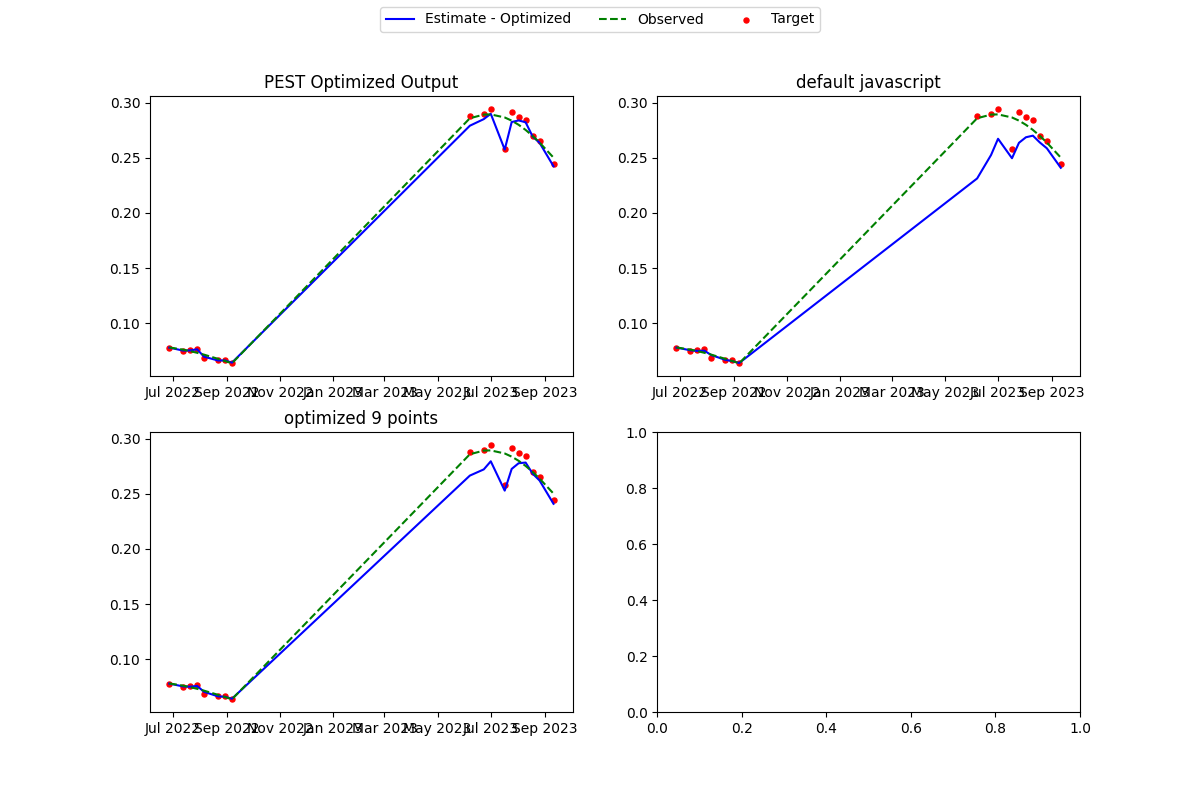 Estimate - Optimized Observed Target
PEST Optimized Output
0.30
0.25
0.20
0.15
0.10
Jul 2022 Sep 2022 Nov 2022 Jan 2023 Mar 2023 May 2023 Jul 2023 Sep 2023
default javascript
0.30
0.25
0.20
0.15
0.10
Jul 2022 Sep 2022 Nov 2022 Jan 2023 Mar 2023 May 2023 Jul 2023 Sep 2023
optimized 9 points
0.30
0.25
0.20
0.15
0.10
Jul 2022 Sep 2022 Nov 2022 Jan 2023 Mar 2023 May 2023 Jul 2023 Sep 2023
1.0
0.8
0.6
0.4
0.2
0.0
0.0 0.2 0.4 0.6 0.8 1.0